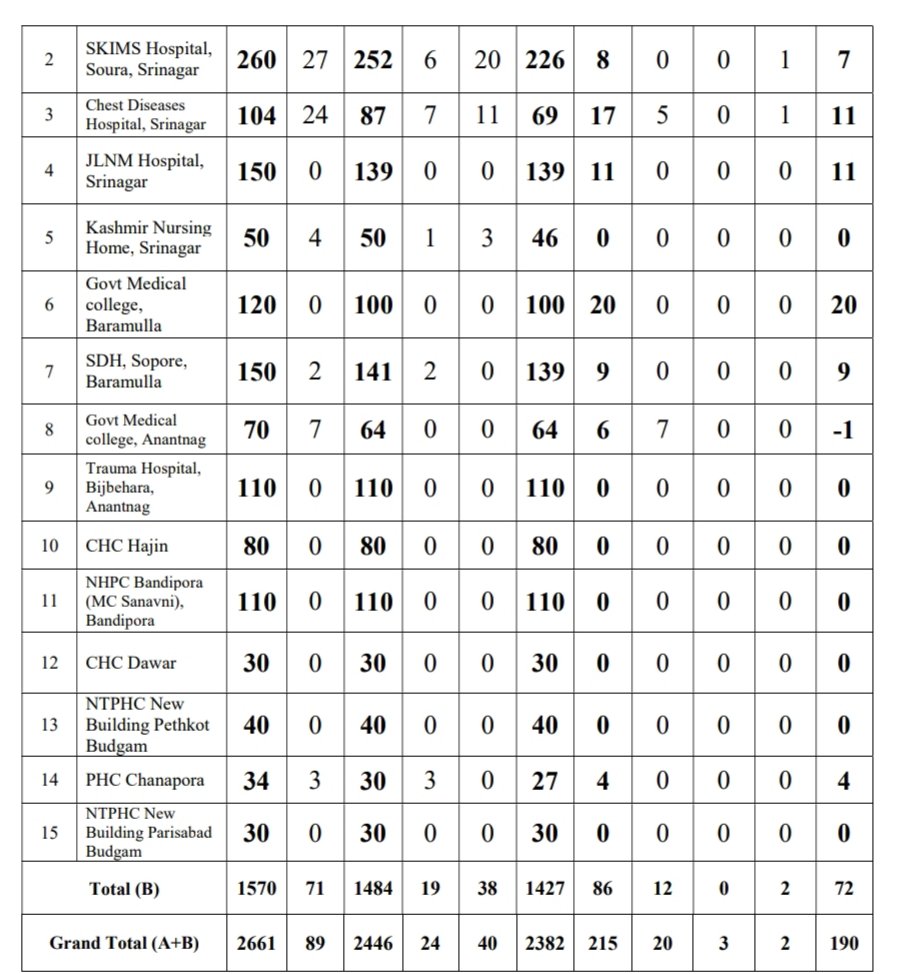 2 SKIMS Hospital, Soura, Srinagar 260 27 252 6 20 226 8 0 0 1 7
3 Chest Diseases Hospital, Srinagar 104 24 87 7 11 69 17 5 0 1 11
4 JLNM Hospital, Srinagar 150 0 139 0 0 139 11 0 0 0 11
5 Kashmir Nursing Home, Srinagar 50 4 50 1 3 46 0 0 0 0 0
6 Govt Medical college, Baramulla 120 0 100 0 0 100 20 0 0 0 20
7 SDH, Sopore, Baramulla 150 2 141 2 0 139 9 0 0 0 9
8 Govt Medical college, Anantnag 70 7 64 0 0 64 6 7 0 0 -1
9 Trauma Hospital, Bijbehara, Anantnag 110 0 110 0 0 110 0 0 0 0 0
10 CHC Hajin 80 0 80 0 0 80 0 0 0 0 0
11 NHPC Bandipora (MC Sanavni), Bandipora 110 0 110 0 0 110 0 0 0 0 0
12 CHC Dawar 30 0 30 0 0 30 0 0 0 0 0
13 NTPHC New Building Pethkot Budgam 40 0 40 0 0 40 0 0 0 0 0
14 PHC Chanapora 34 3 30 3 0 27 4 0 0 0 4
15 NTPHC New Building Parisabad Budgam 30 0 30 0 0 30 0 0 0 0 0
Total (B) 1570 71 1484 19 38 1427 86 12 0 2 72
Grand Total (A+B) 2661 89 2446 24 40 2382 215 20 3 2 190